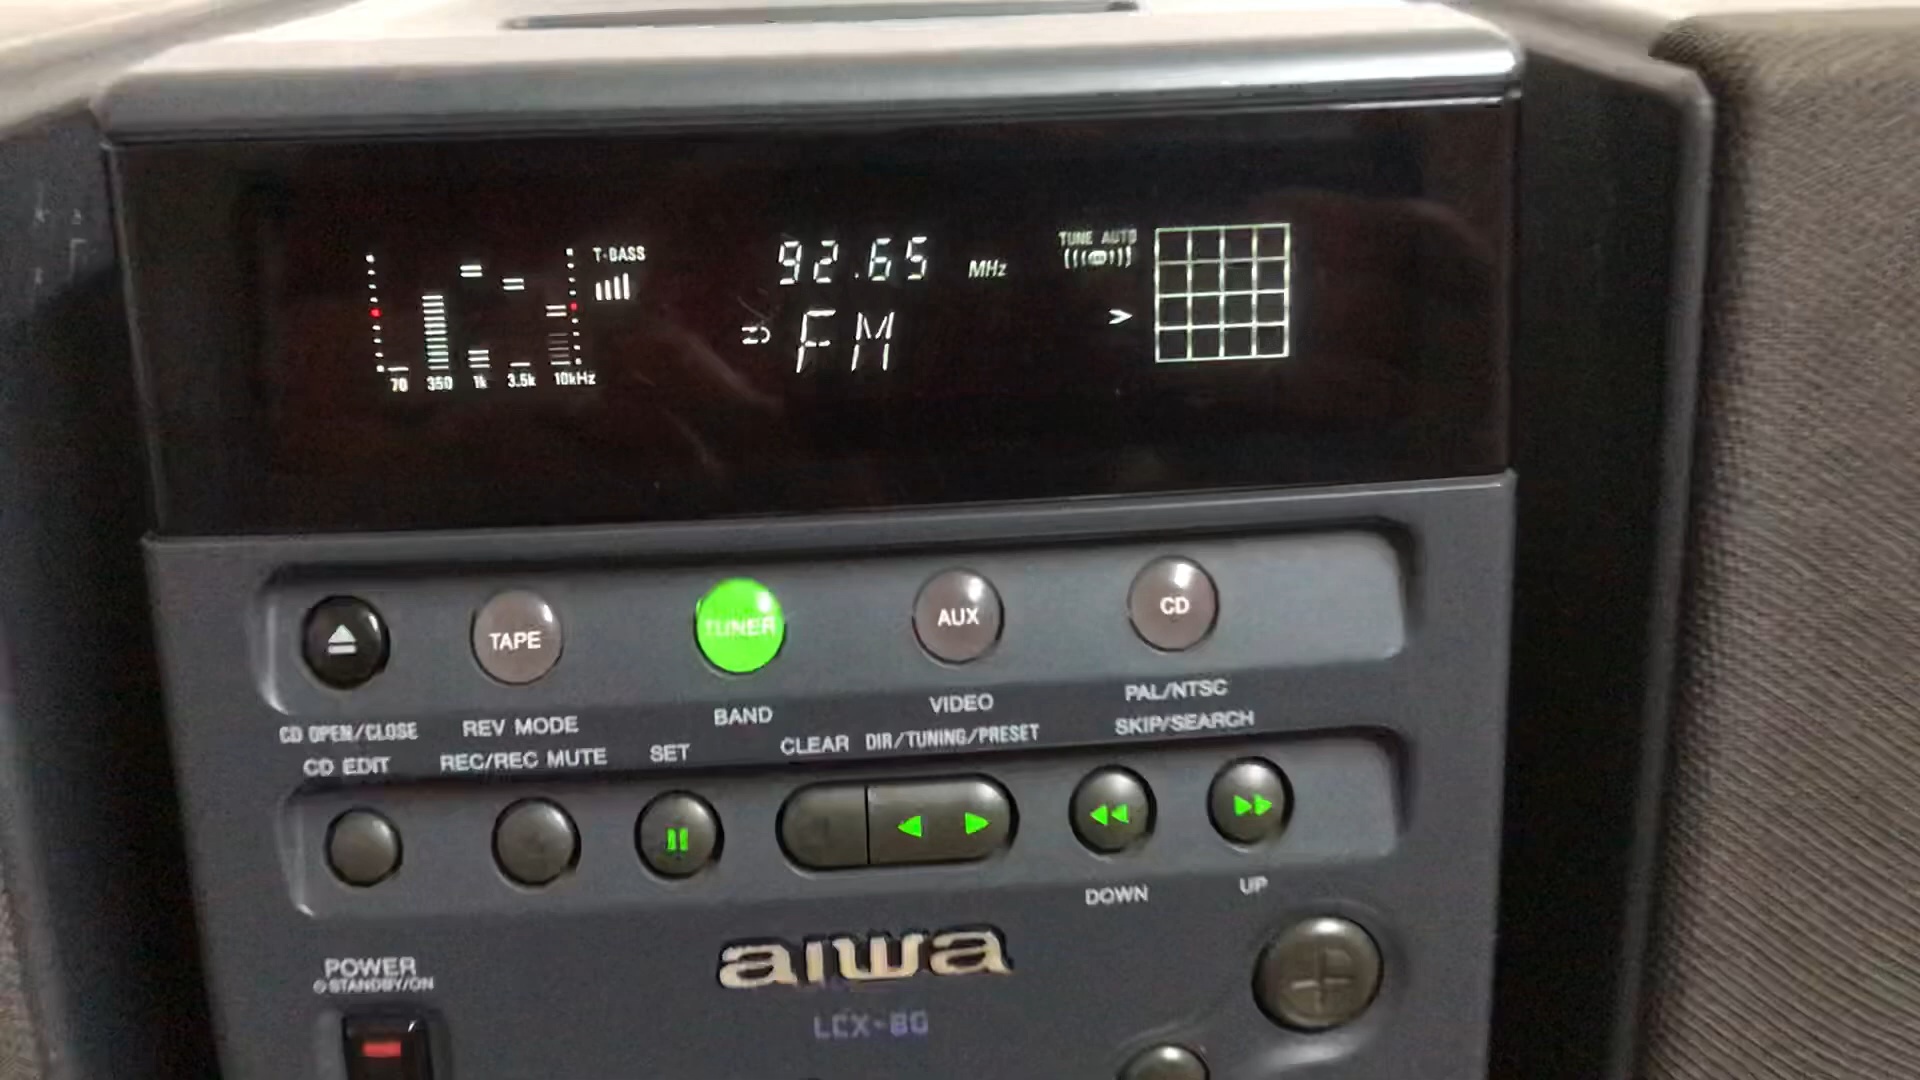 T-BASS
92.65 MHz
TUNE AUTO
FM
70 350 1k 3.5k 10kHz
TAPE
TUNER
AUX
CD
CD OPEN/CLOSE
REV MODE
BAND
VIDEO
PAL/NTSC
CD EDIT
REC/REC MUTE
SET
CLEAR
DIR/TUNING/PRESET
SKIP/SEARCH
DOWN
UP
aiwa
LCX-80
POWER
STANDBY/ON